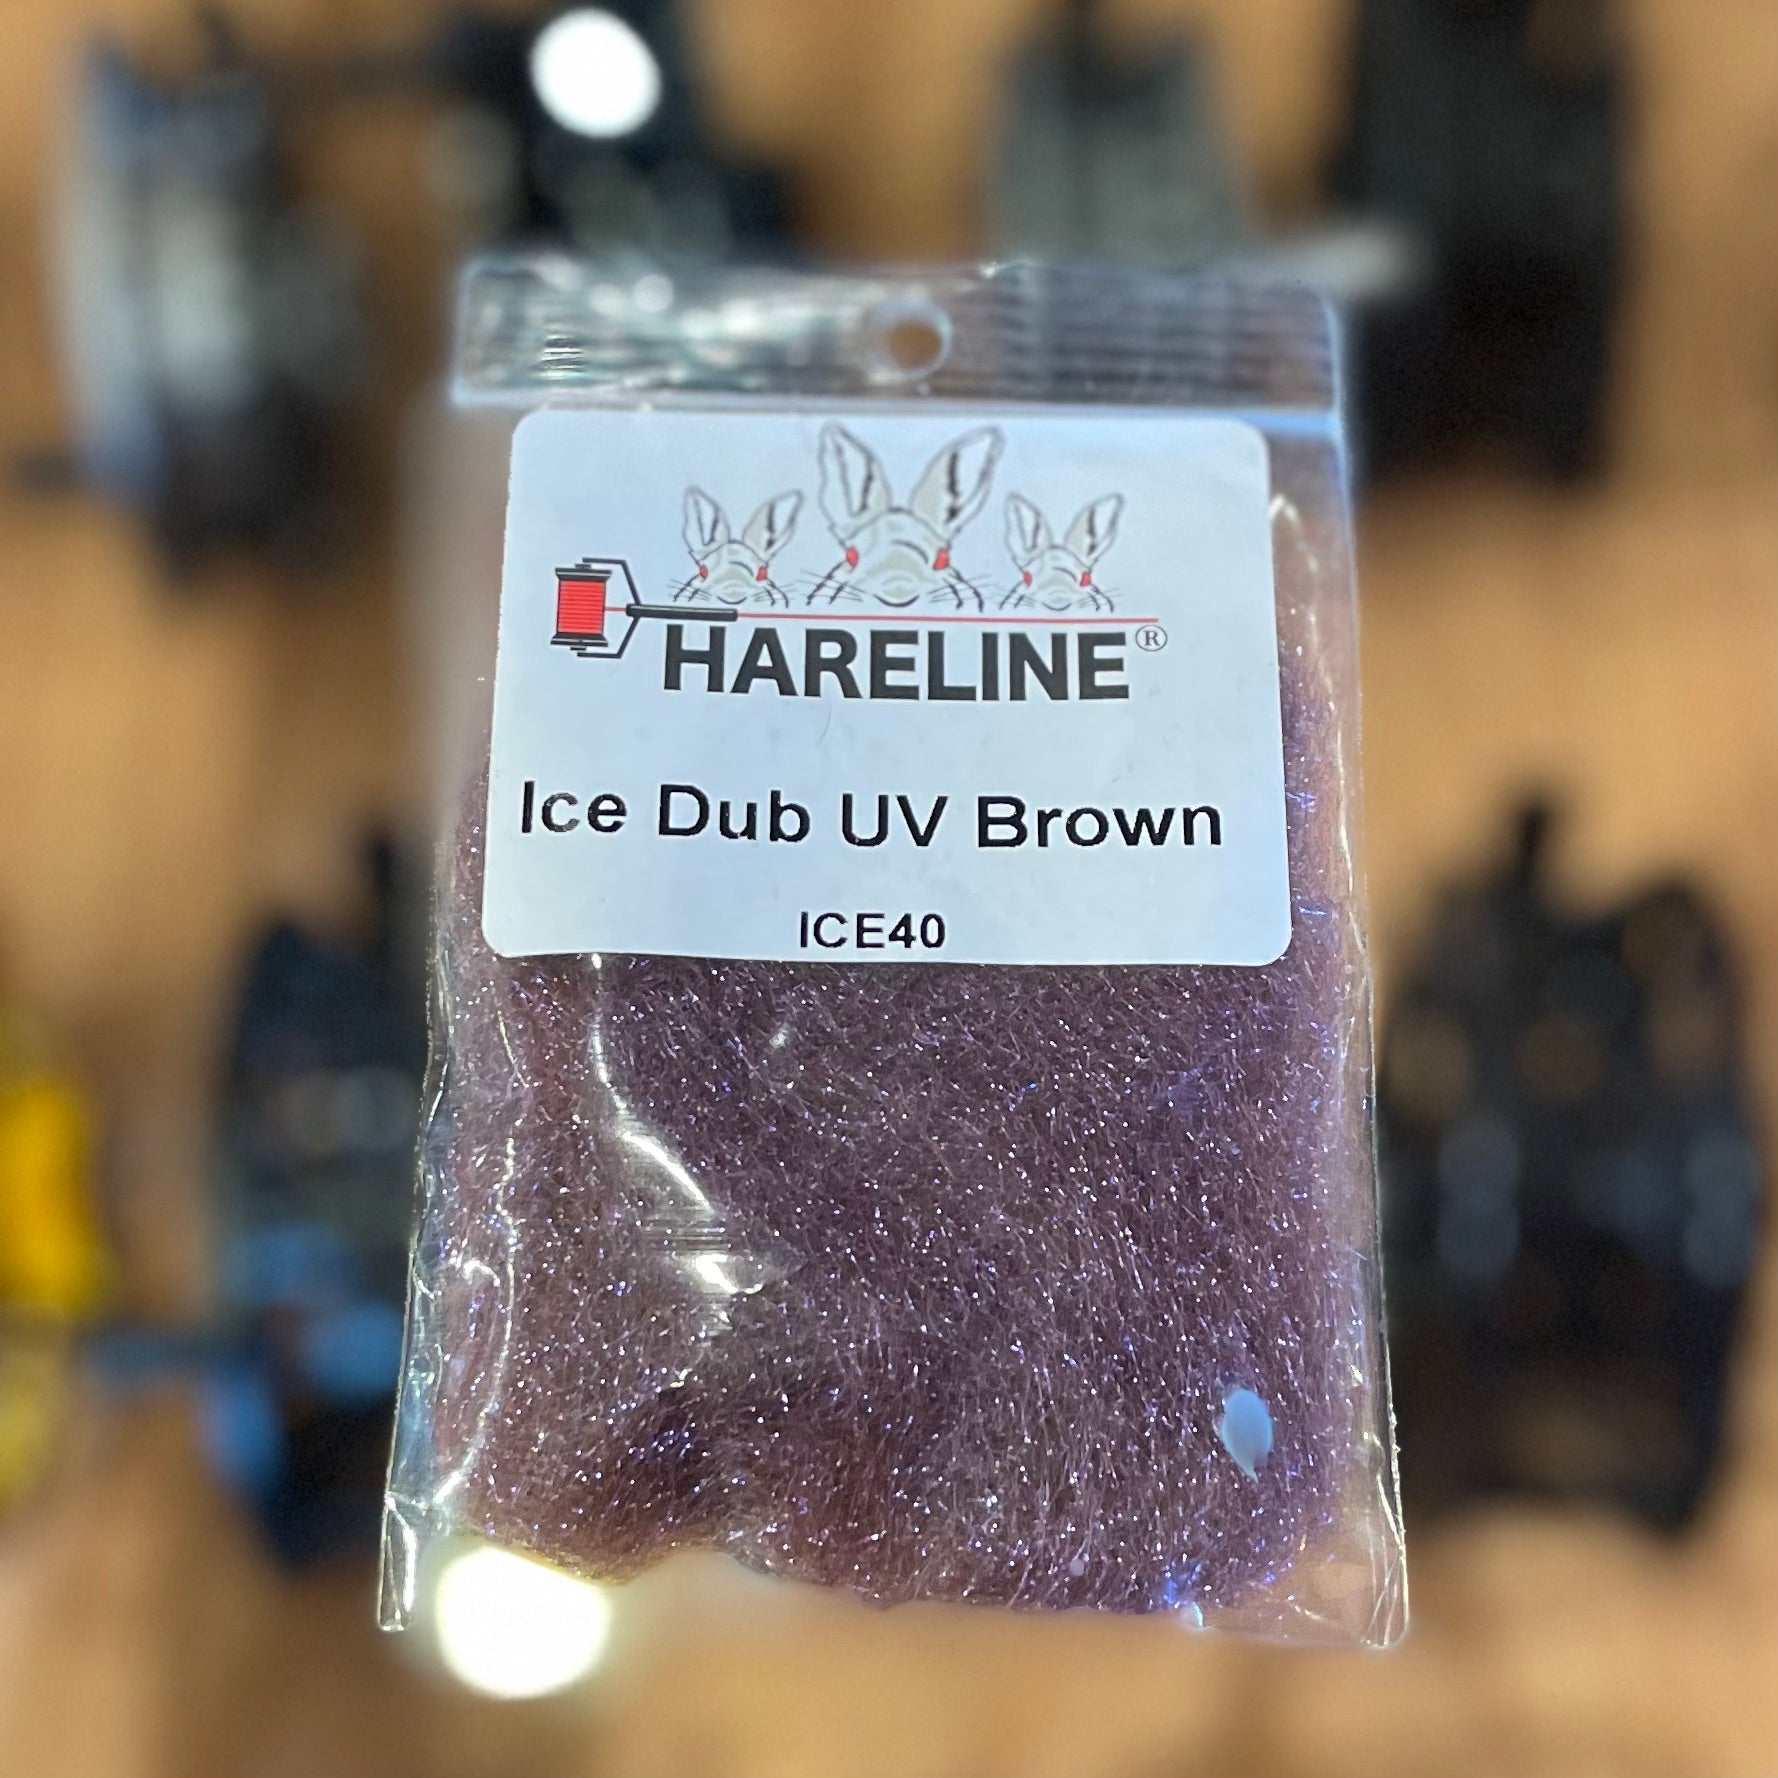 HARELINE®
Ice Dub UV Brown
ICE40